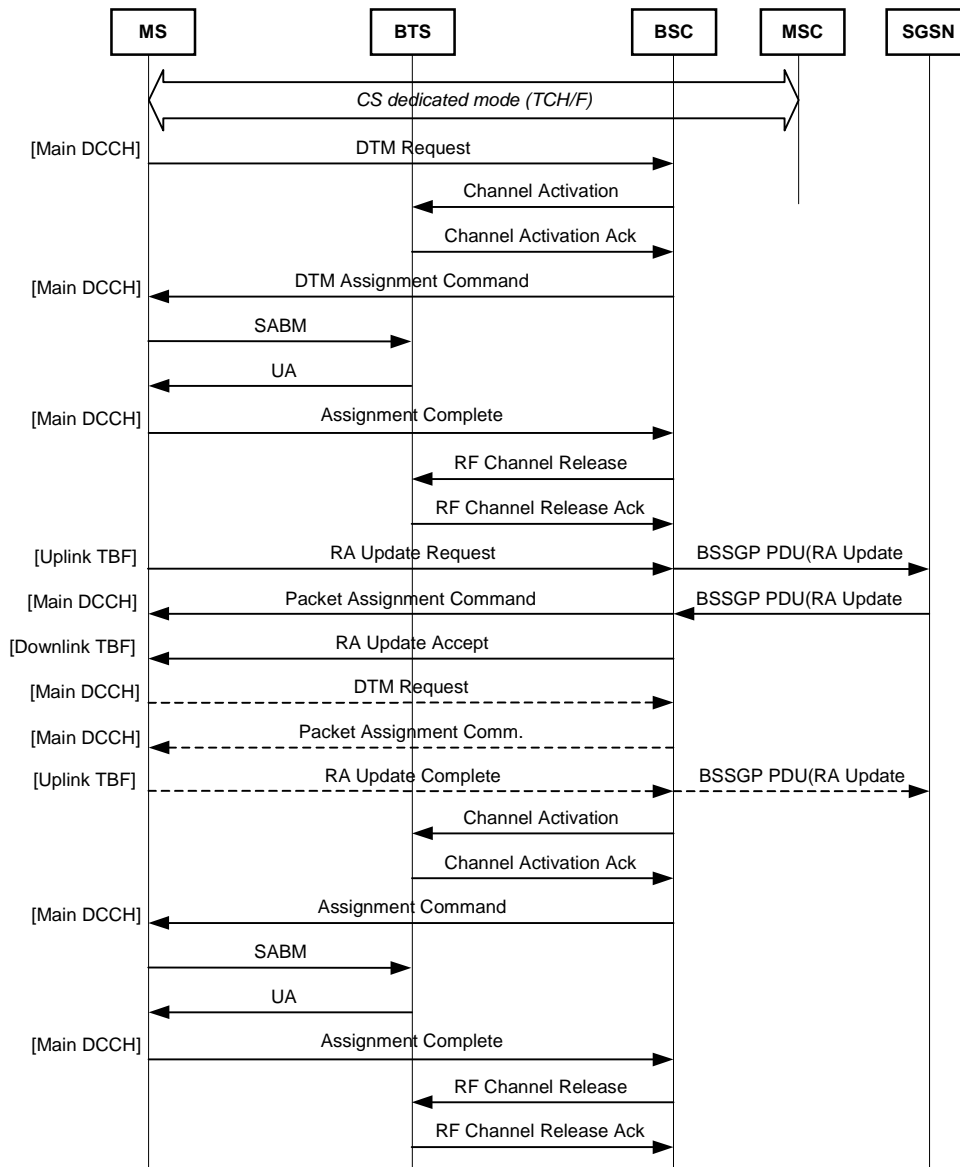 MS BTS BSC MSC SGSN
CS dedicated mode (TCH/F)
[Main DCCH] DTM Request
Channel Activation
Channel Activation Ack
[Main DCCH] DTM Assignment Command
SABM
UA
[Main DCCH] Assignment Complete
RF Channel Release
RF Channel Release Ack
[Uplink TBF] RA Update Request BSSGP PDU(RA Update
[Main DCCH] Packet Assignment Command BSSGP PDU(RA Update
[Downlink TBF] RA Update Accept
[Main DCCH] DTM Request
[Main DCCH] Packet Assignment Comm.
[Uplink TBF] RA Update Complete BSSGP PDU(RA Update
Channel Activation
Channel Activation Ack
[Main DCCH] Assignment Command
SABM
UA
[Main DCCH] Assignment Complete
RF Channel Release
RF Channel Release Ack